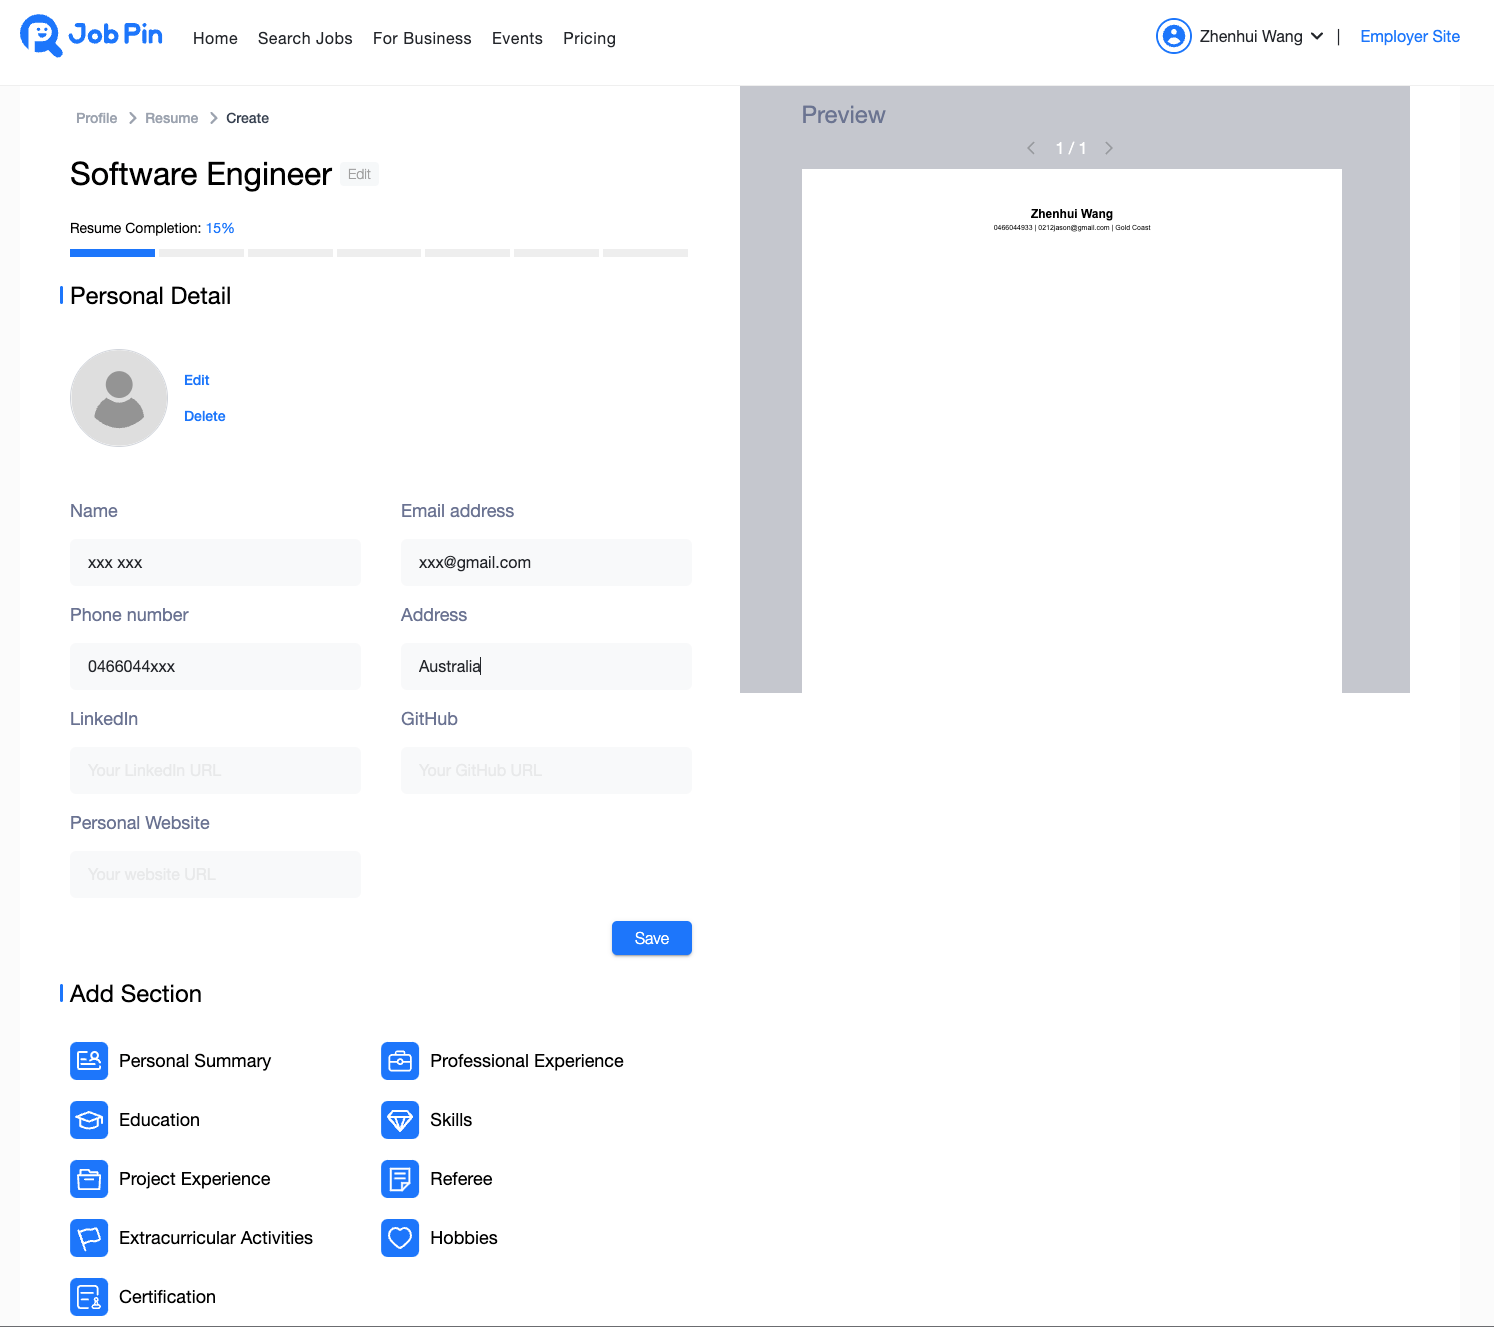 Job Pin
Home Search Jobs For Business Events Pricing
Zhenhui Wang | Employer Site
Profile Resume Create
Software Engineer Edit
Resume Completion: 15%
Personal Detail
Edit
Delete
Name Email address
xxx xxx xxx@gmail.com
Phone number Address
0466044xxx Australia
LinkedIn GitHub
Your LinkedIn URL Your GitHub URL
Personal Website
Your website URL
Save
Add Section
Personal Summary Professional Experience
Education Skills
Project Experience Referee
Extracurricular Activities Hobbies
Certification
Preview
1 / 1
Zhenhui Wang
0466044933 | 0212jason@gmail.com | Gold Coast